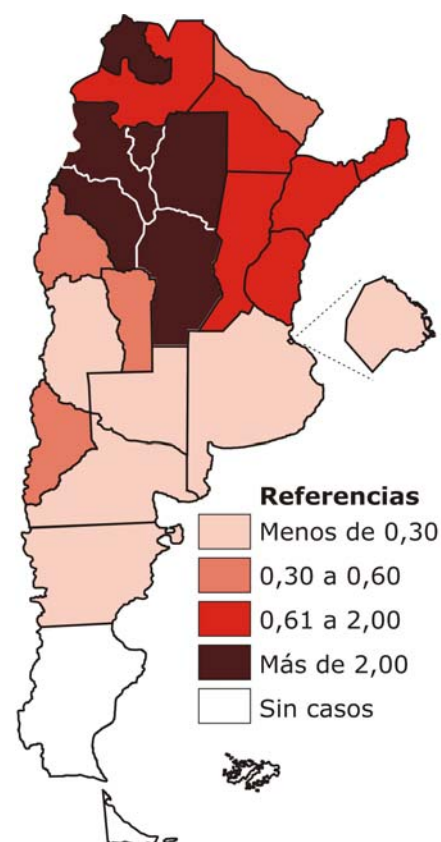 Referencias
Menos de 0,30
0,30 a 0,60
0,61 a 2,00
Más de 2,00
Sin casos